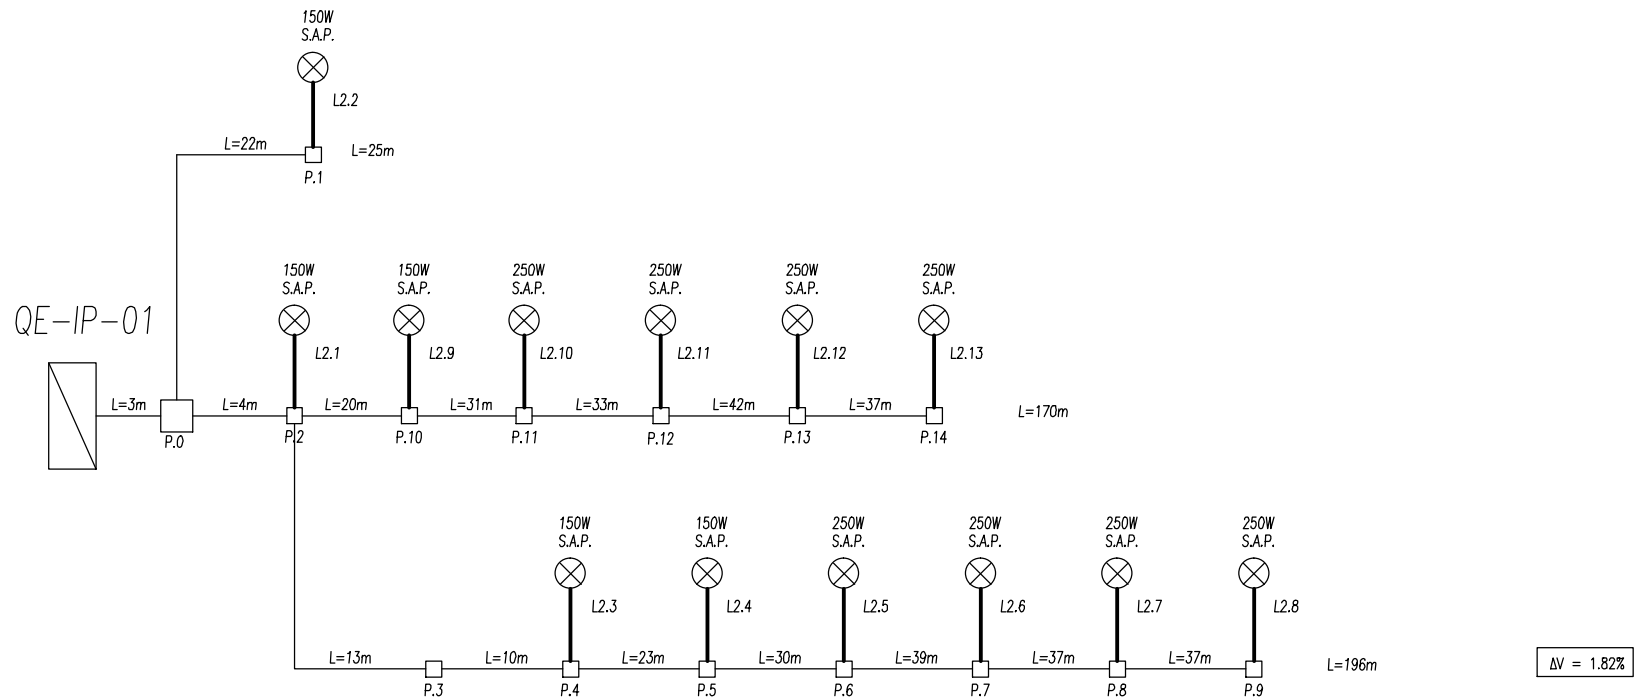 150W
S.A.P.
L2.2
L=22m
L=25m
P.1
150W
S.A.P.
150W
S.A.P.
250W
S.A.P.
250W
S.A.P.
250W
S.A.P.
250W
S.A.P.
QE-IP-01
L2.1
L2.9
L2.10
L2.11
L2.12
L2.13
L=3m
L=4m
L=20m
L=31m
L=33m
L=42m
L=37m
L=170m
P.0
P.2
P.10
P.11
P.12
P.13
P.14
150W
S.A.P.
150W
S.A.P.
250W
S.A.P.
250W
S.A.P.
250W
S.A.P.
250W
S.A.P.
L2.3
L2.4
L2.5
L2.6
L2.7
L2.8
L=13m
L=10m
L=23m
L=30m
L=39m
L=37m
L=37m
L=196m
ΔV = 1.82%
P.3
P.4
P.5
P.6
P.7
P.8
P.9